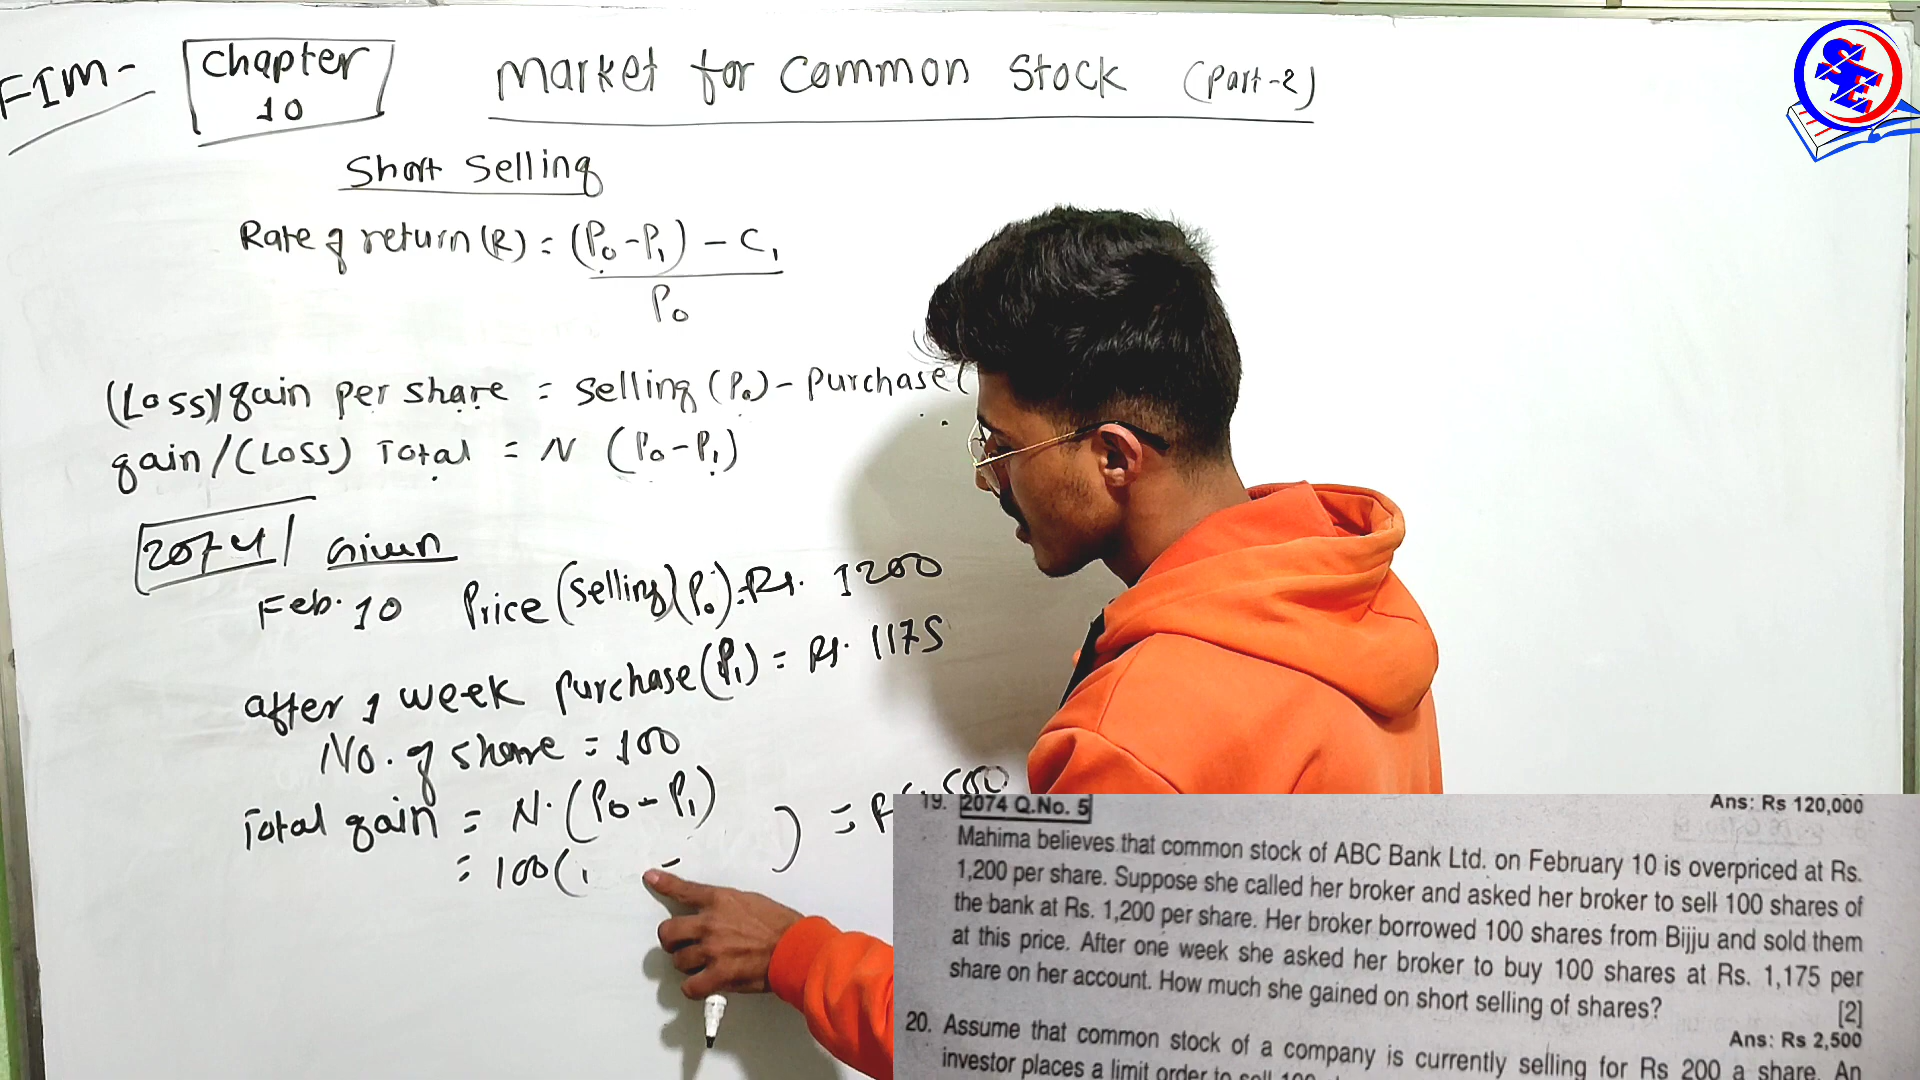 FIM-
Chapter
10
Market for Common Stock (Part-2)
Short Selling
Rate of return (R) = (P₀-P₁) - C₁
P₀
(Loss)/gain per share = Selling (P₀) - Purchase (
gain/(Loss) Total = N (P₀-P₁)
2074 Given
Feb. 10 Price (Selling) (P₀) = Rs. 1200
after 1 week Purchase (P₁) = Rs. 1175
No. of share = 100
Total gain = N. (P₀ - P₁)
= 100( - ) =
19. 2074 Q.No. 5 Ans: Rs 120,000
Mahima believes that common stock of ABC Bank Ltd. on February 10 is overpriced at Rs.
1,200 per share. Suppose she called her broker and asked her broker to sell 100 shares of
the bank at Rs. 1,200 per share. Her broker borrowed 100 shares from Bijju and sold them
at this price. After one week she asked her broker to buy 100 shares at Rs. 1,175 per
share on her account. How much she gained on short selling of shares? [2]
Ans: Rs 2,500
20. Assume that common stock of a company is currently selling for Rs 200 a share. An
investor places a limit order to sell 100